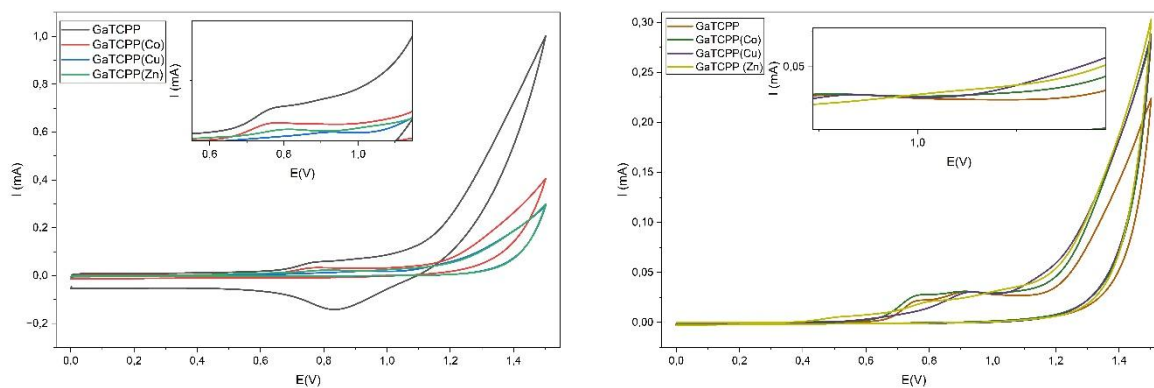 GaTCPP
GaTCPP(Co)
GaTCPP(Cu)
GaTCPP(Zn)
I (mA)
0,6 0,8 1,0
E(V)
1,0
0,8
0,6
0,4
0,2
0,0
−0,2
I (mA)
0,0 0,2 0,4 0,6 0,8 1,0 1,2 1,4
E(V)
GaTCPP
GaTCPP(Co)
GaTCPP(Cu)
GaTCPP (Zn)
I (mA)
0,05
1,0
E(V)
0,30
0,25
0,20
0,15
0,10
0,05
0,00
I (mA)
0,0 0,2 0,4 0,6 0,8 1,0 1,2 1,4
E(V)